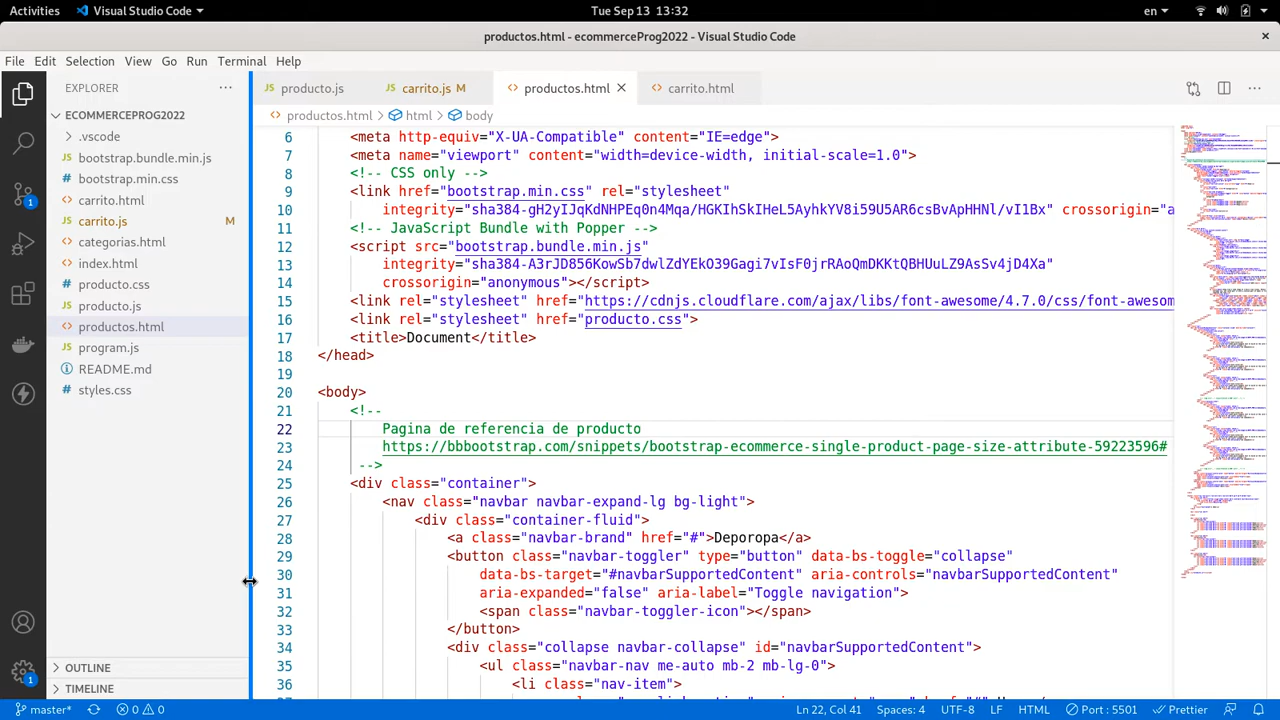 Activities
Visual Studio Code
Tue Sep 13 13:32
en
productos.html - ecommerceProg2022 - Visual Studio Code
File Edit Selection View Go Run Terminal Help
EXPLORER
ECOMMERCEPROG2022
.vscode
bootstrap.bundle.min.js
bootstrap.min.css
carrito.html
carrito.js M
categorias.html
index.html
producto.css
producto.js
productos.html
program.js
README.md
styles.css
OUTLINE
TIMELINE
1
1
producto.js
carrito.js M
productos.html
carrito.html
productos.html html body
6 <meta http-equiv="X-UA-Compatible" content="IE=edge">
7 <meta name="viewport" content="width=device-width, initial-scale=1.0">
8 <!-- CSS only -->
9 <link href="bootstrap.min.css" rel="stylesheet"
10 integrity="sha384-gH2yIJqKdNHPEq0n4Mqa/HGKIhSkIHeL5AyhkYV8i59U5AR6csBvApHHNl/vI1Bx" crossorigin="a
11 <!-- JavaScript Bundle with Popper -->
12 <script src="bootstrap.bundle.min.js"
13
14 crossorigin="anonymous"></script>
15 <link rel="stylesheet" href="https://cdnjs.cloudflare.com/ajax/libs/font-awesome/4.7.0/css/font-awesom
16 <link rel="stylesheet" href="producto.css">
17 <title>Document</title>
18 </head>
19
20 <body>
21 <!--
22 Pagina de referencia de producto
23 https://bbbootstrap.com/snippets/bootstrap-ecommerce-single-product-page-size-attribute-59223596#
24 -->
25 <div class="container">
26 <nav class="navbar navbar-expand-lg bg-light">
27 <div class="container-fluid">
28 <a class="navbar-brand" href="#">Deporopa</a>
29 <button class="navbar-toggler" type="button" data-bs-toggle="collapse"
30 data-bs-target="#navbarSupportedContent" aria-controls="navbarSupportedContent"
31 aria-expanded="false" aria-label="Toggle navigation">
32 <span class="navbar-toggler-icon"></span>
33 </button>
34 <div class="collapse navbar-collapse" id="navbarSupportedContent">
35 <ul class="navbar-nav me-auto mb-2 mb-lg-0">
36 <li class="nav-item">
master*
0 0
Ln 22, Col 41
Spaces: 4
UTF-8
LF
HTML
Port : 5501
Prettier